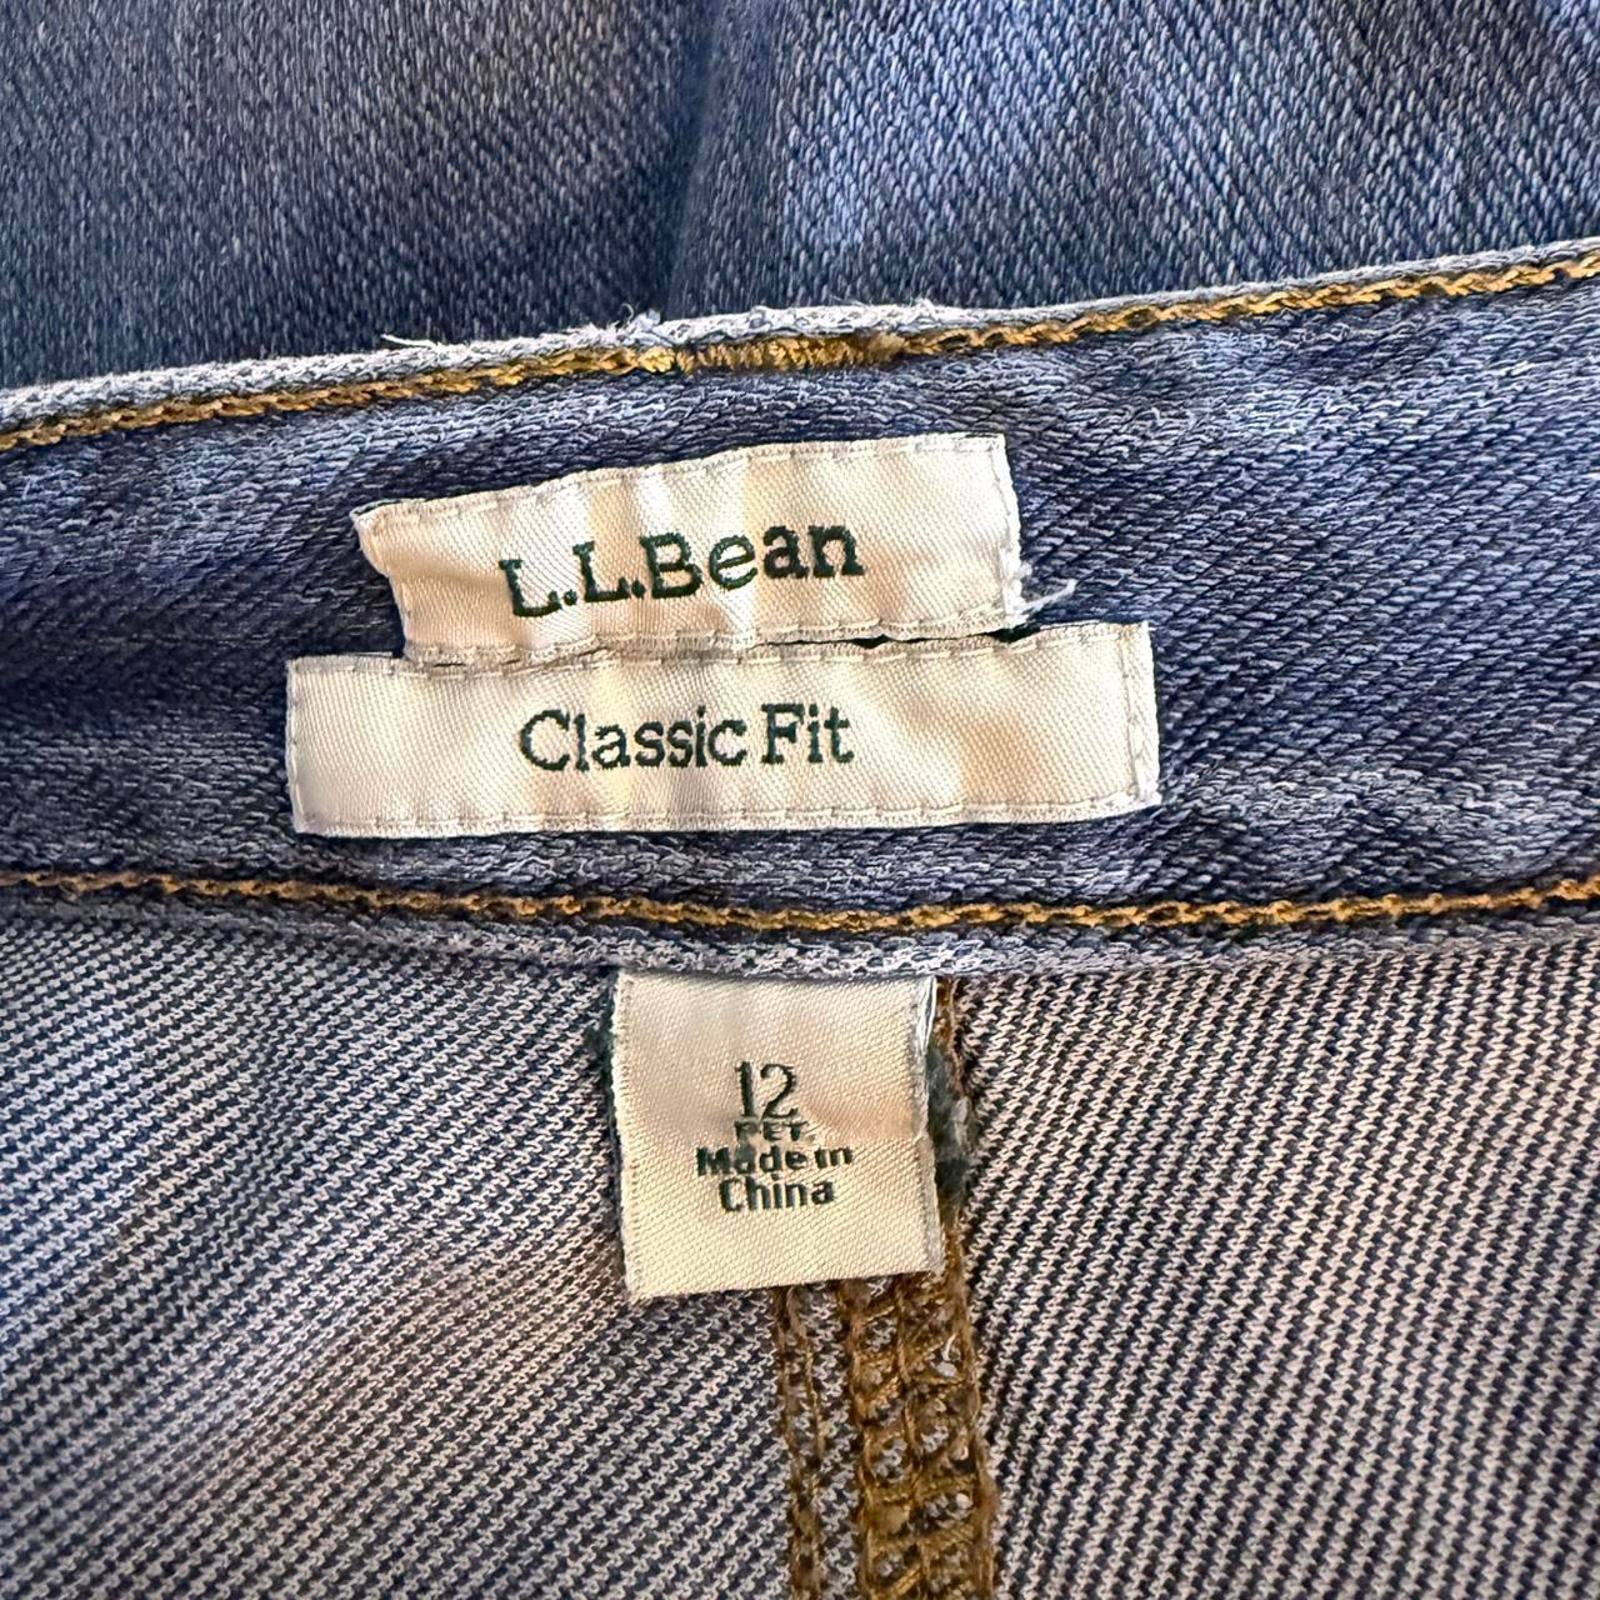 L.L.Bean
Classic Fit
12
PET.
Made in
China